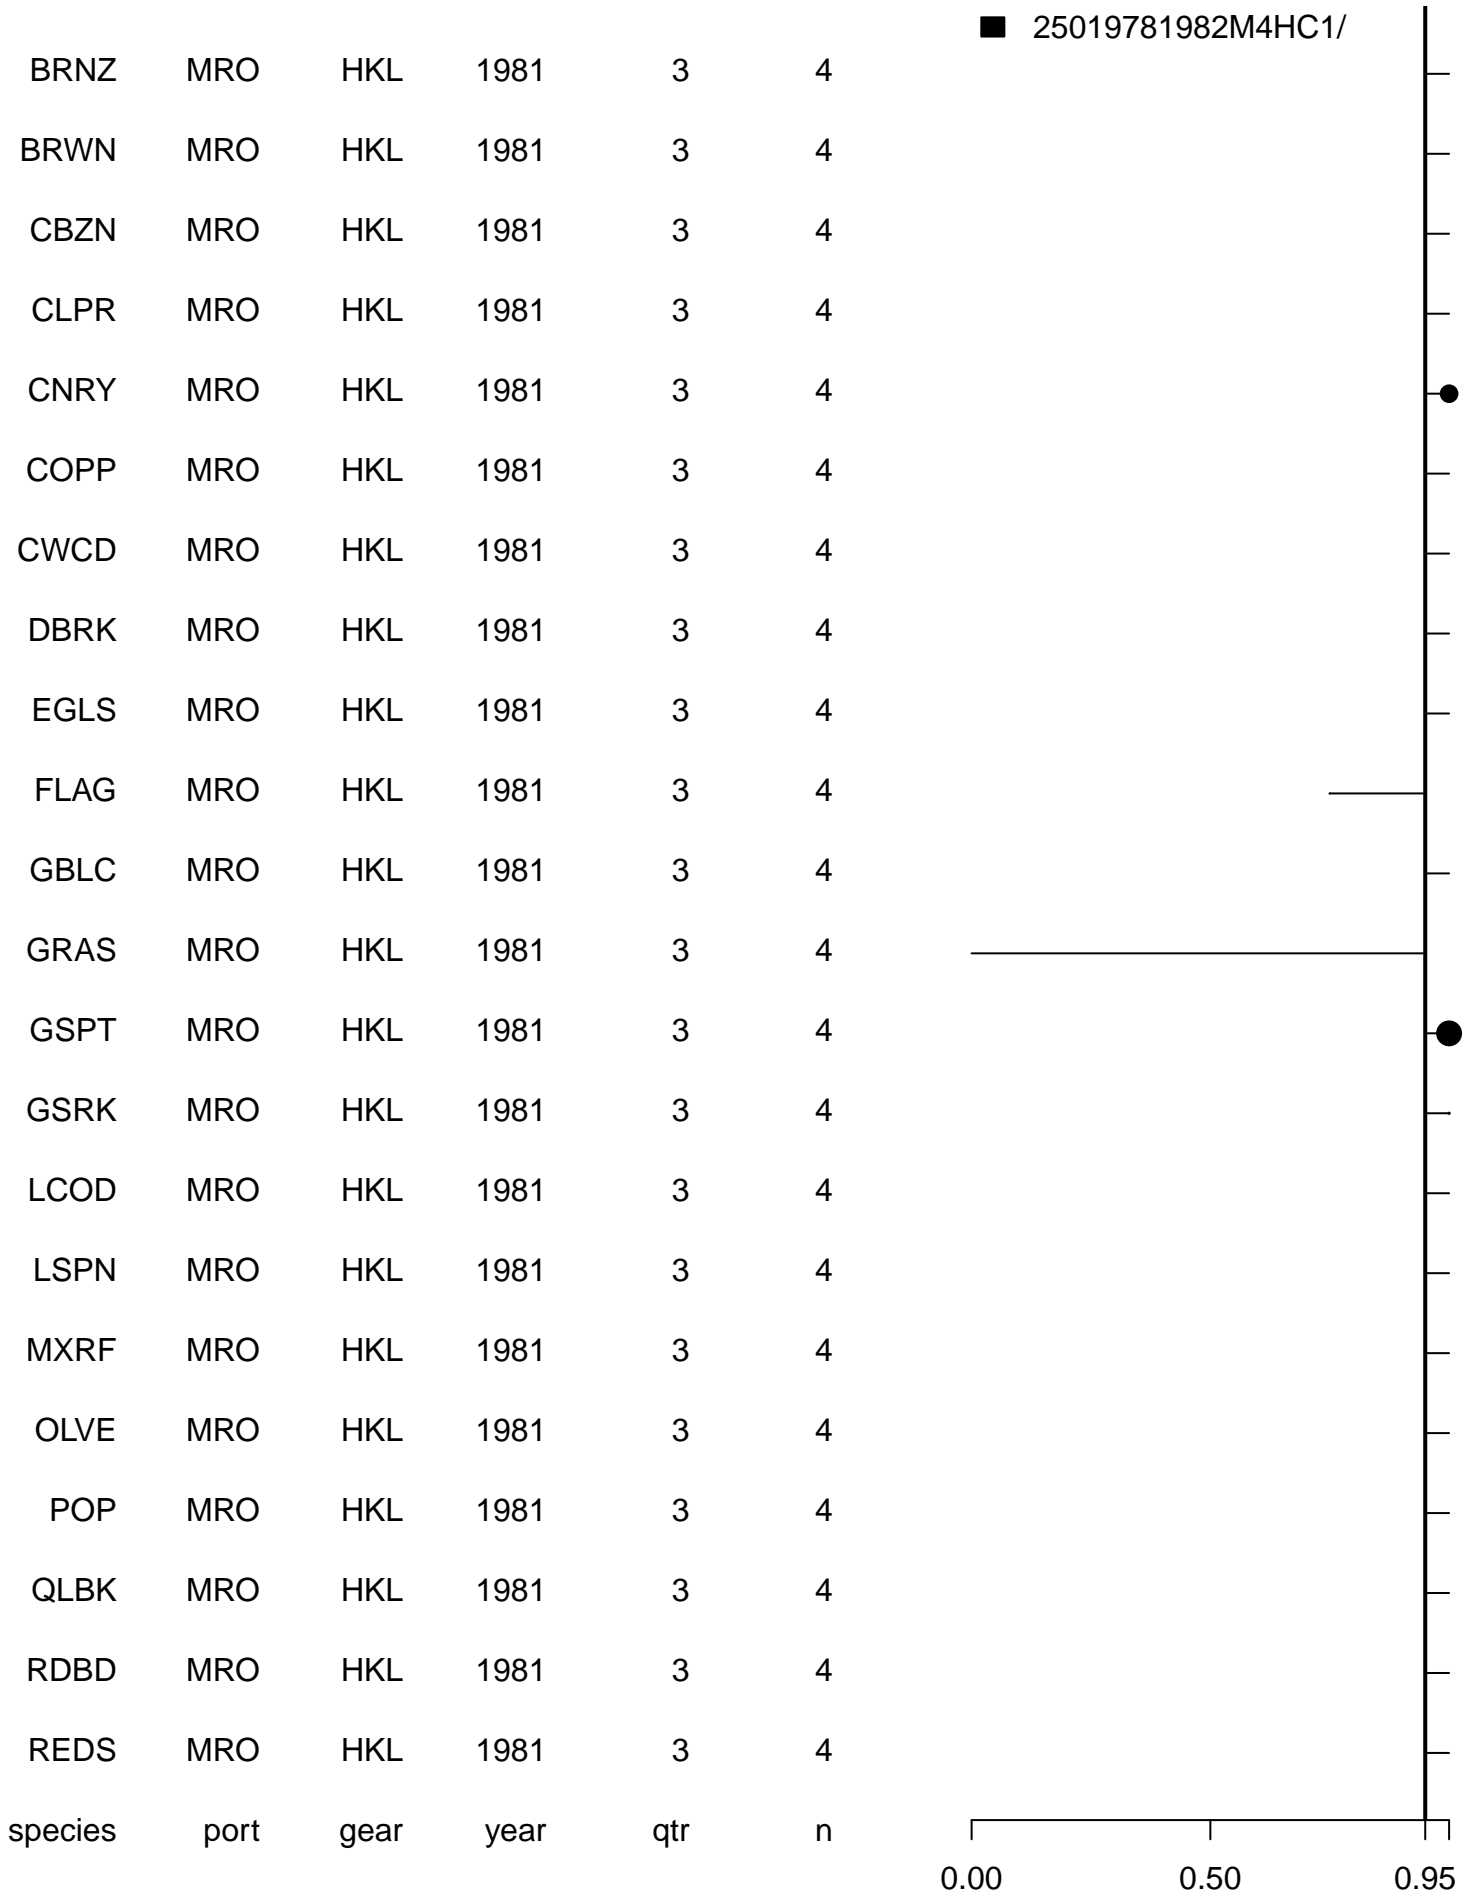 25019781982M4HC1/
BRNZ MRO HKL 1981 3 4
BRWN MRO HKL 1981 3 4
CBZN MRO HKL 1981 3 4
CLPR MRO HKL 1981 3 4
CNRY MRO HKL 1981 3 4
COPP MRO HKL 1981 3 4
CWCD MRO HKL 1981 3 4
DBRK MRO HKL 1981 3 4
EGLS MRO HKL 1981 3 4
FLAG MRO HKL 1981 3 4
GBLC MRO HKL 1981 3 4
GRAS MRO HKL 1981 3 4
GSPT MRO HKL 1981 3 4
GSRK MRO HKL 1981 3 4
LCOD MRO HKL 1981 3 4
LSPN MRO HKL 1981 3 4
MXRF MRO HKL 1981 3 4
OLVE MRO HKL 1981 3 4
POP MRO HKL 1981 3 4
QLBK MRO HKL 1981 3 4
RDBD MRO HKL 1981 3 4
REDS MRO HKL 1981 3 4
species port gear year qtr n
0.00 0.50 0.95